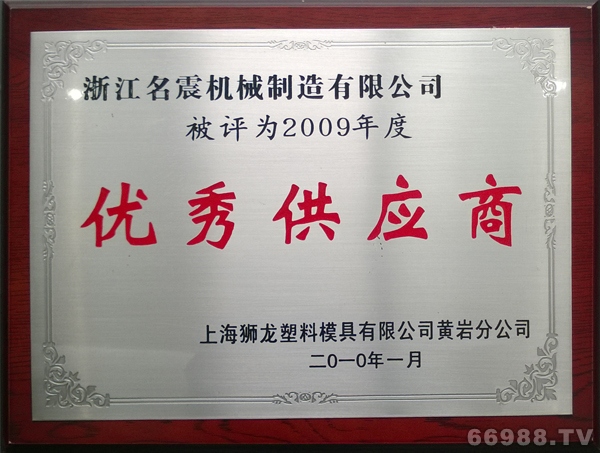 浙江名震机械制造有限公司
被评为2009年度
优秀供应商
上海狮龙塑料模具有限公司黄岩分公司
二0一0年一月
66988.TV